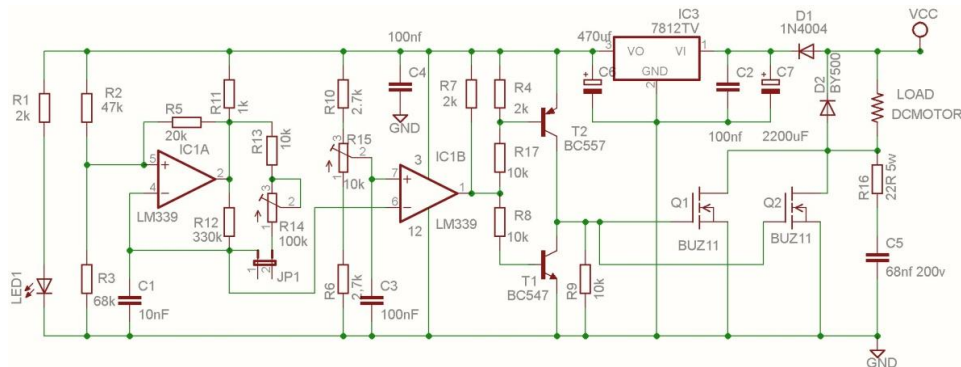 VCC
IC3
7812TV
D1
1N4004
470uf
3
VO
VI
1
GND
2
100nf
C6
C2
C7
D2
BY500
R1
2k
R2
47k
R11
1k
R10
2.7k
C4
GND
R7
2k
R4
2k
LOAD
DCMOTOR
R5
20k
IC1A
R13
10k
T2
BC557
100nf
2200uF
5
4
2
LM339
R15
3
2
1
10k
IC1B
3
7
6
1
12
LM339
R17
10k
R16
22R 5w
R12
330k
3
2
1
R14
100k
R8
10k
Q1
BUZ11
Q2
BUZ11
1
2
JP1
LED1
R3
68k
C1
10nF
R6
2,7k
C3
100nF
T1
BC547
R9
10k
C5
68nf 200v
GND